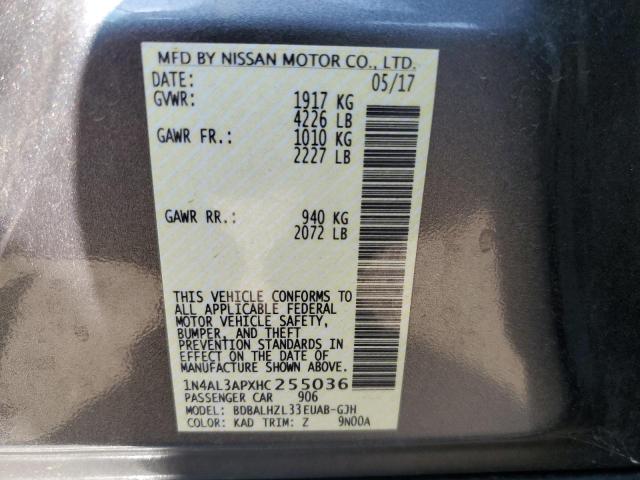 MFD BY NISSAN MOTOR CO., LTD.
DATE: 05/17
GVWR: 1917 KG
4226 LB
GAWR FR.: 1010 KG
2227 LB
GAWR RR.: 940 KG
2072 LB
THIS VEHICLE CONFORMS TO
ALL APPLICABLE FEDERAL
MOTOR VEHICLE SAFETY,
BUMPER, AND THEFT
PREVENTION STANDARDS IN
EFFECT ON THE DATE OF
MANUFACTURE SHOWN ABOVE.
1N4AL3APXHC255036
PASSENGER CAR 906
MODEL: BDBALHZL33EUAB-GJH
COLOR: KAD TRIM: Z 9N00A